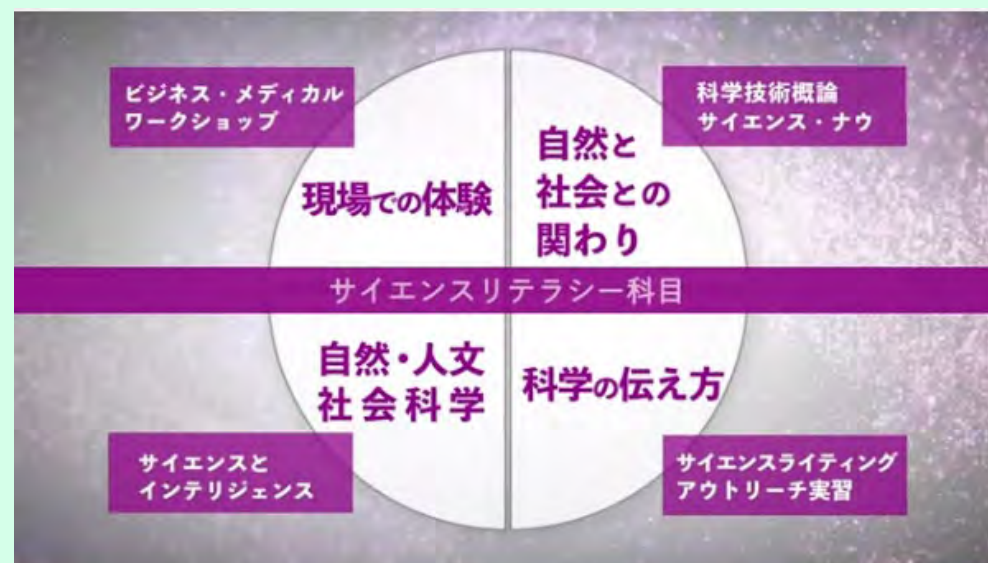 ビジネス・メディカル
ワークショップ
現場での体験
科学技術概論
サイエンス・ナウ
自然と
社会との
関わり
サイエンスリテラシー科目
自然・人文
社会科学
サイエンスと
インテリジェンス
科学の伝え方
サイエンスライティング
アウトリーチ実習